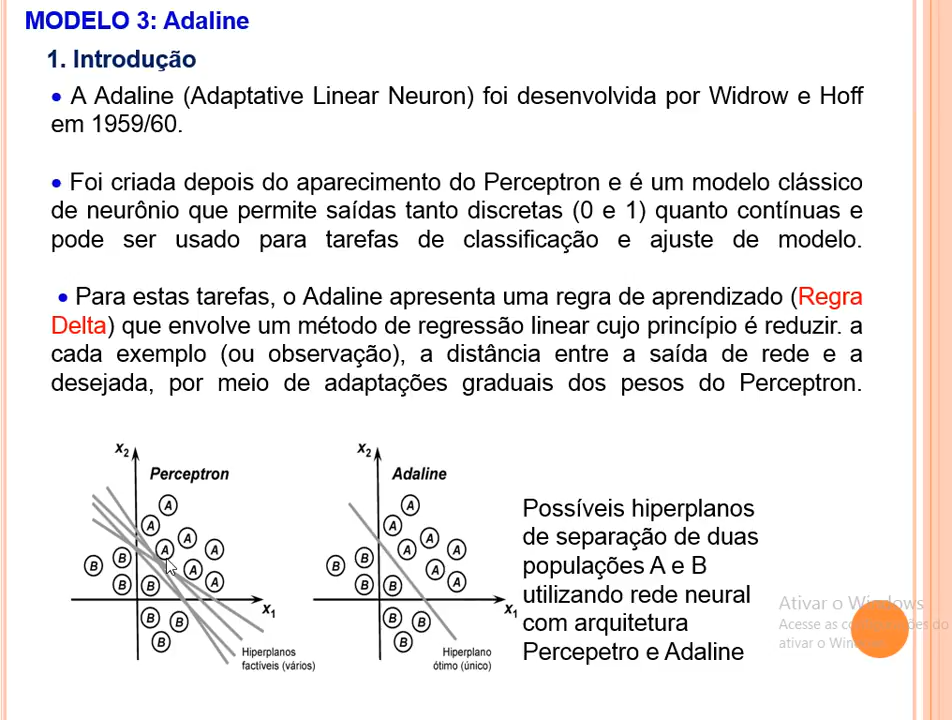 MODELO 3: Adaline
1. Introdução
• A Adaline (Adaptative Linear Neuron) foi desenvolvida por Widrow e Hoff
em 1959/60.
• Foi criada depois do aparecimento do Perceptron e é um modelo clássico
de neurônio que permite saídas tanto discretas (0 e 1) quanto contínuas e
pode ser usado para tarefas de classificação e ajuste de modelo.
• Para estas tarefas, o Adaline apresenta uma regra de aprendizado (Regra
Delta) que envolve um método de regressão linear cujo princípio é reduzir. a
cada exemplo (ou observação), a distância entre a saída de rede e a
desejada, por meio de adaptações graduais dos pesos do Perceptron.
x2
Perceptron
A
A
A
A
A
B
B
A
B
B
A
x1
B
B
B
Hiperplanos
factíveis (vários)
x2
Adaline
A
A
A
A
A
B
B
A
B
B
A
x1
B
B
B
Hiperplano
ótimo (único)
Possíveis hiperplanos
de separação de duas
populações A e B
utilizando rede neural
com arquitetura
Percepetro e Adaline
Ativar o Windows
Acesse as do
ativar o